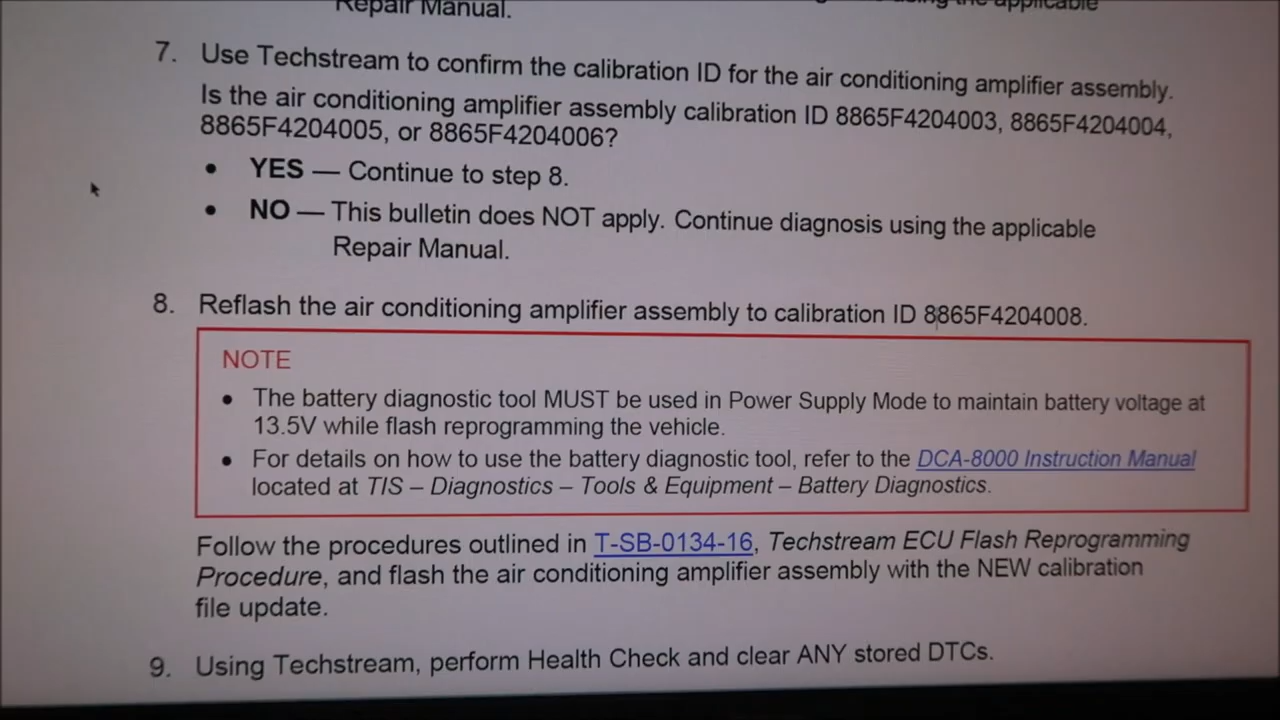 Repair Manual. the applicable
7. Use Techstream to confirm the calibration ID for the air conditioning amplifier assembly.
Is the air conditioning amplifier assembly calibration ID 8865F4204003, 8865F4204004,
8865F4204005, or 8865F4204006?
• YES — Continue to step 8.
• NO — This bulletin does NOT apply. Continue diagnosis using the applicable
Repair Manual.
8. Reflash the air conditioning amplifier assembly to calibration ID 8865F4204008.
NOTE
• The battery diagnostic tool MUST be used in Power Supply Mode to maintain battery voltage at
13.5V while flash reprogramming the vehicle.
• For details on how to use the battery diagnostic tool, refer to the DCA-8000 Instruction Manual
located at TIS – Diagnostics – Tools & Equipment – Battery Diagnostics.
Follow the procedures outlined in T-SB-0134-16, Techstream ECU Flash Reprogramming
Procedure, and flash the air conditioning amplifier assembly with the NEW calibration
file update.
9. Using Techstream, perform Health Check and clear ANY stored DTCs.